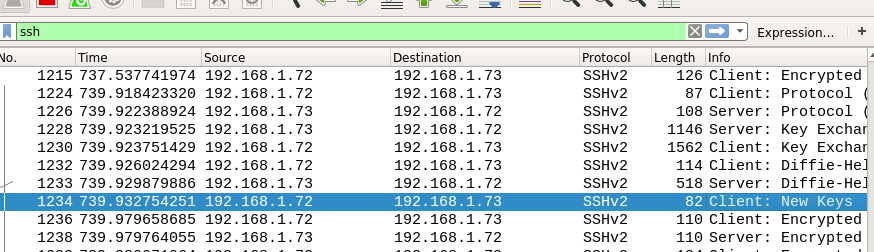 ssh
Expression...
No. Time Source Destination Protocol Length Info
1215 737.537741974 192.168.1.72 192.168.1.73 SSHv2 126 Client: Encrypted
1224 739.918423320 192.168.1.72 192.168.1.73 SSHv2 87 Client: Protocol (
1226 739.922388924 192.168.1.73 192.168.1.72 SSHv2 108 Server: Protocol (
1228 739.923219525 192.168.1.73 192.168.1.72 SSHv2 1146 Server: Key Exchan
1230 739.923751429 192.168.1.72 192.168.1.73 SSHv2 1562 Client: Key Exchan
1232 739.926024294 192.168.1.72 192.168.1.73 SSHv2 114 Client: Diffie-Hel
1233 739.929879886 192.168.1.73 192.168.1.72 SSHv2 518 Server: Diffie-Hel
1234 739.932754251 192.168.1.72 192.168.1.73 SSHv2 82 Client: New Keys
1236 739.979658685 192.168.1.72 192.168.1.73 SSHv2 110 Client: Encrypted
1238 739.979764055 192.168.1.73 192.168.1.72 SSHv2 110 Server: Encrypted